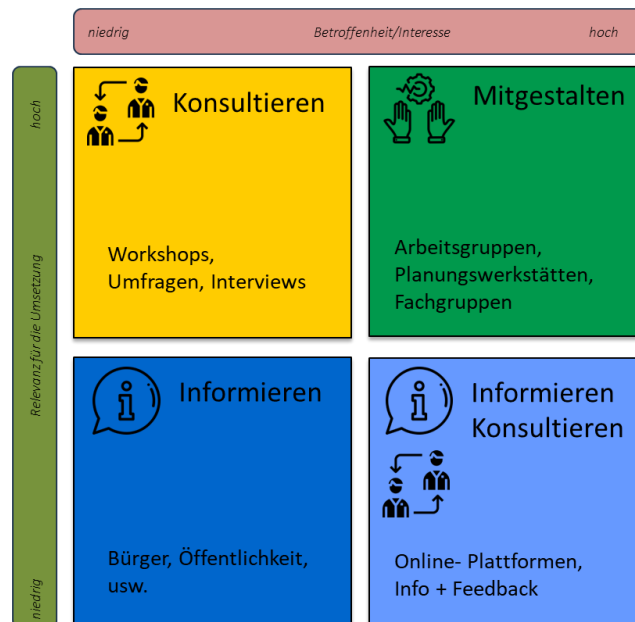 niedrig Betroffenheit/Interesse hoch
hoch
Relevanz für die Umsetzung
niedrig
Konsultieren
Workshops,
Umfragen, Interviews
Mitgestalten
Arbeitsgruppen,
Planungswerkstätten,
Fachgruppen
Informieren
Bürger, Öffentlichkeit,
usw.
Informieren
Konsultieren
Online- Plattformen,
Info + Feedback